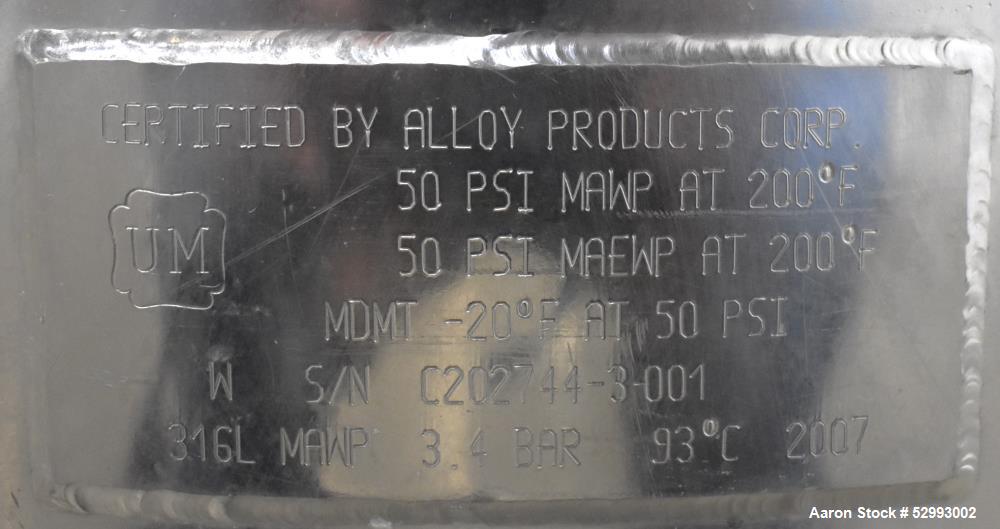 CERTIFIED BY ALLOY PRODUCTS CORP.
50 PSI MAWP AT 200°F
UM
50 PSI MAEWP AT 200°F
MDMT -20°F AT 50 PSI
W S/N C202744-3-001
316L MAWP 3.4 BAR 93°C 2007
Aaron Stock # 52993002